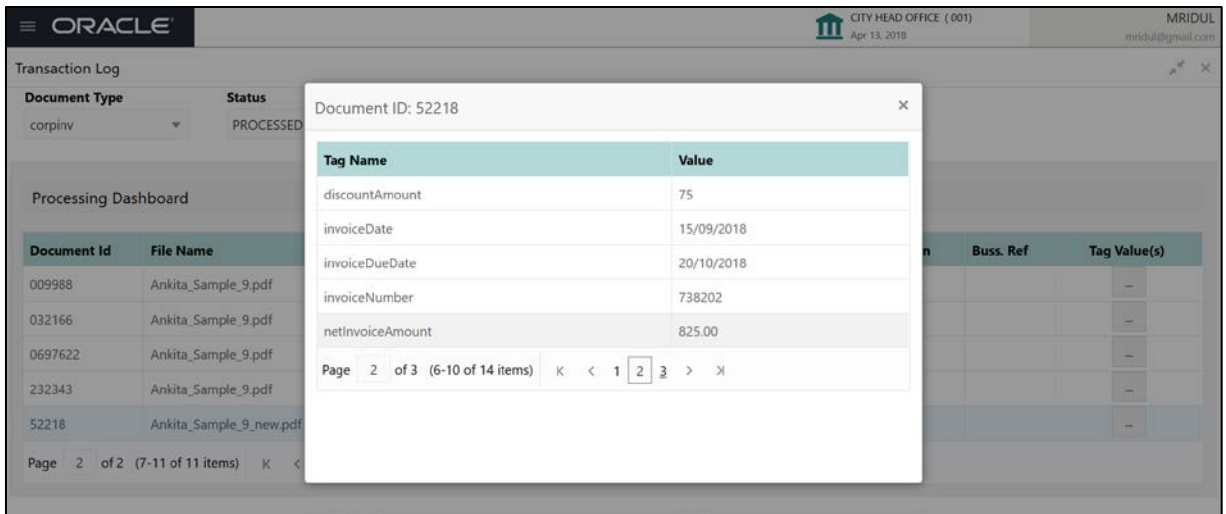 ORACLE
CITY HEAD OFFICE ( 001)
Apr 13, 2018
MRIDUL
mridul@gmail.com
Transaction Log
Document Type
Status
corpinv
PROCESSED
Document ID: 52218
Tag Name Value
discountAmount 75
invoiceDate 15/09/2018
invoiceDueDate 20/10/2018
invoiceNumber 738202
netInvoiceAmount 825.00
Page 2 of 3 (6-10 of 14 items) K < 1 2 3 > >|
Processing Dashboard
Document Id File Name n Buss. Ref Tag Value(s)
009988 Ankita_Sample_9.pdf ...
032166 Ankita_Sample_9.pdf ...
0697622 Ankita_Sample_9.pdf ...
232343 Ankita_Sample_9.pdf ...
52218 Ankita_Sample_9_new.pdf ...
Page 2 of 2 (7-11 of 11 items) K <